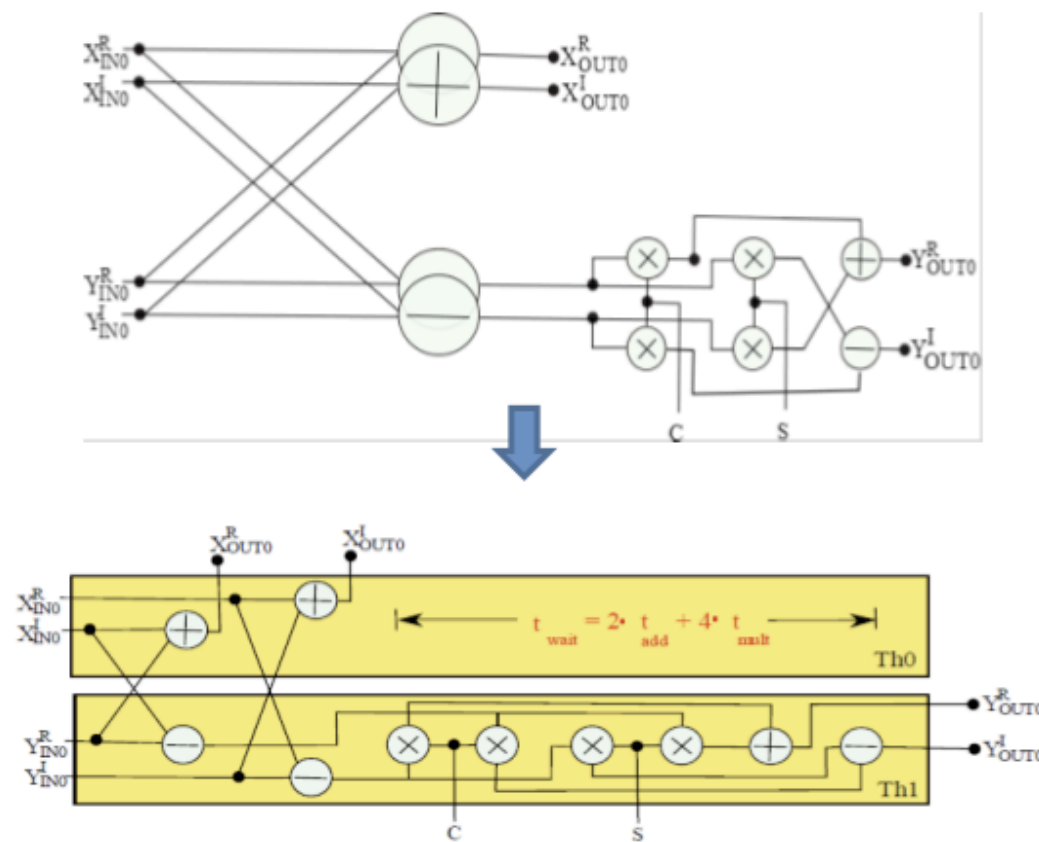 X^R_IN0
X^R_OUT0
X^I_IN0
X^I_OUT0
Y^R_IN0
Y^R_OUT0
Y^I_IN0
Y^I_OUT0
C S
X^R_OUT0 X^I_OUT0
X^R_IN0
X^I_IN0
t_wait = 2· t_add + 4· t_mult
Th0
Y^R_OUT0
Y^R_IN0
Y^I_OUT0
Y^I_IN0
Th1
C S